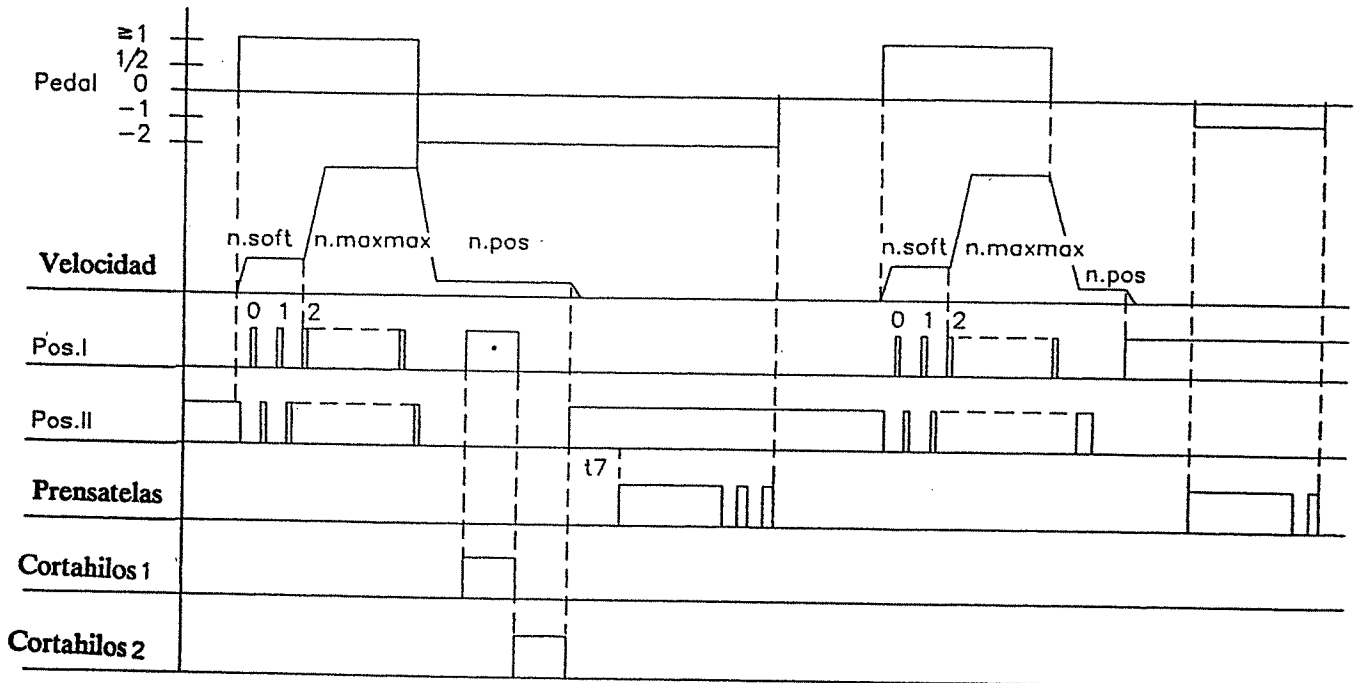 ≥1
1/2
Pedal 0
-1
-2
n.soft n.maxmax n.pos n.soft n.maxmax
n.pos
Velocidad
0 1 2 0 1 2
Pos.I
Pos.II
t7
Prensatelas
Cortahilos 1
Cortahilos 2